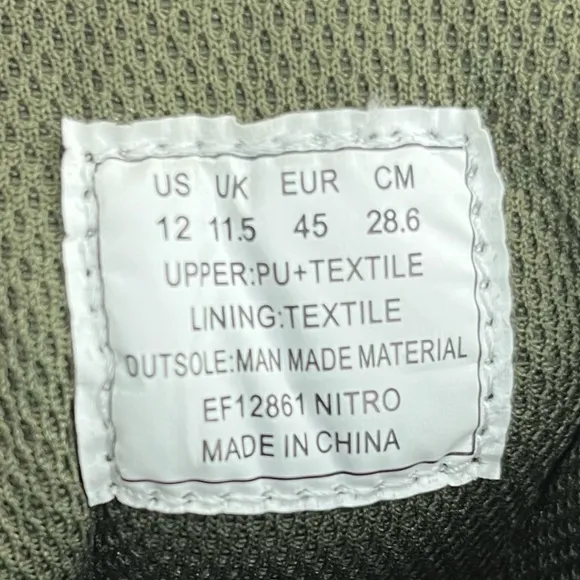 US UK EUR CM
12 11.5 45 28.6
UPPER:PU+TEXTILE
LINING:TEXTILE
OUTSOLE:MAN MADE MATERIAL
EF12861 NITRO
MADE IN CHINA